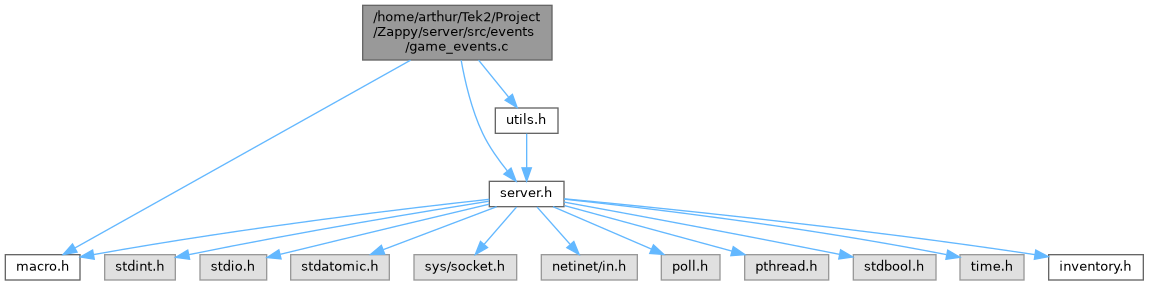 /home/arthur/Tek2/Project
/Zappy/server/src/events
/game_events.c
utils.h
server.h
macro.h
stdint.h
stdio.h
stdatomic.h
sys/socket.h
netinet/in.h
poll.h
pthread.h
stdbool.h
time.h
inventory.h